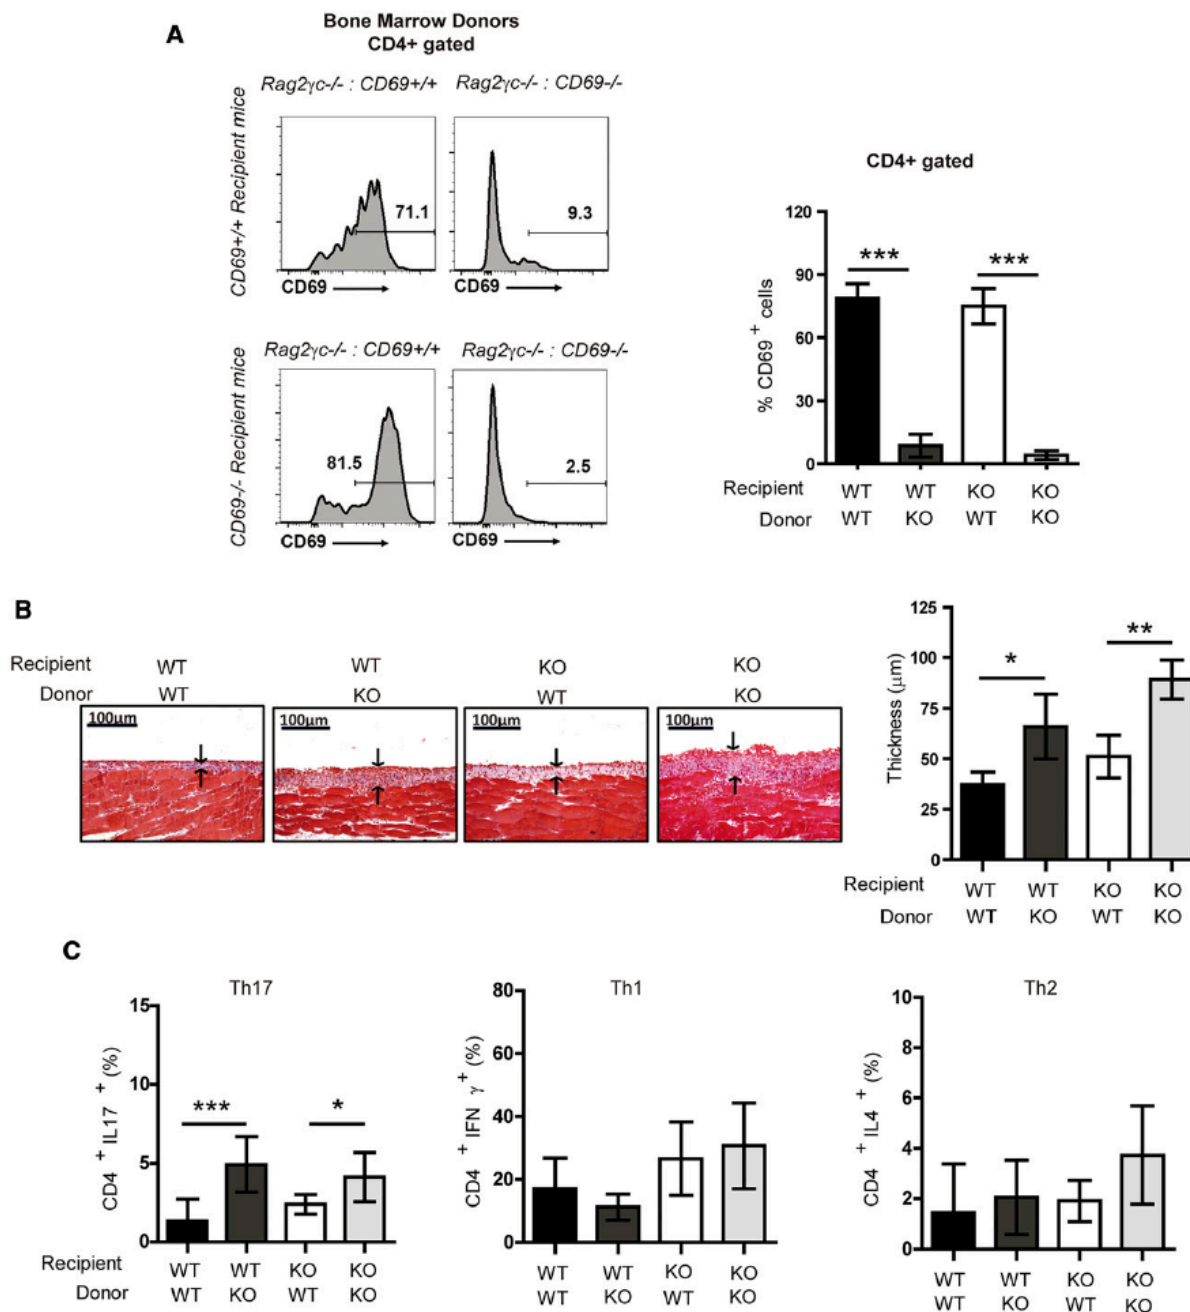 A
Bone Marrow Donors
CD4+ gated
Rag2γc-/- : CD69+/+ Rag2γc-/- : CD69-/-
CD69+/+ Recipient mice
71.1
9.3
CD69
CD69
Rag2γc-/- : CD69+/+ Rag2γc-/- : CD69-/-
CD69-/- Recipient mice
81.5
2.5
CD69
CD69
CD4+ gated
% CD69 + cells
120
90
60
30
0
*** ***
Recipient WT WT KO KO
Donor WT KO WT KO
B
Recipient WT WT KO KO
Donor WT KO WT KO
100μm 100μm 100μm 100μm
Thickness (μm)
125
100
75
50
25
0
* **
Recipient WT WT KO KO
Donor WT KO WT KO
C
Th17
CD4 + IL17 + (%)
15
10
5
0
*** *
Recipient WT WT KO KO
Donor WT KO WT KO
Th1
CD4 + IFN γ + (%)
80
60
40
20
0
WT WT KO KO
WT KO WT KO
Th2
CD4 + IL4 + (%)
10
8
6
4
2
0
WT WT KO KO
WT KO WT KO